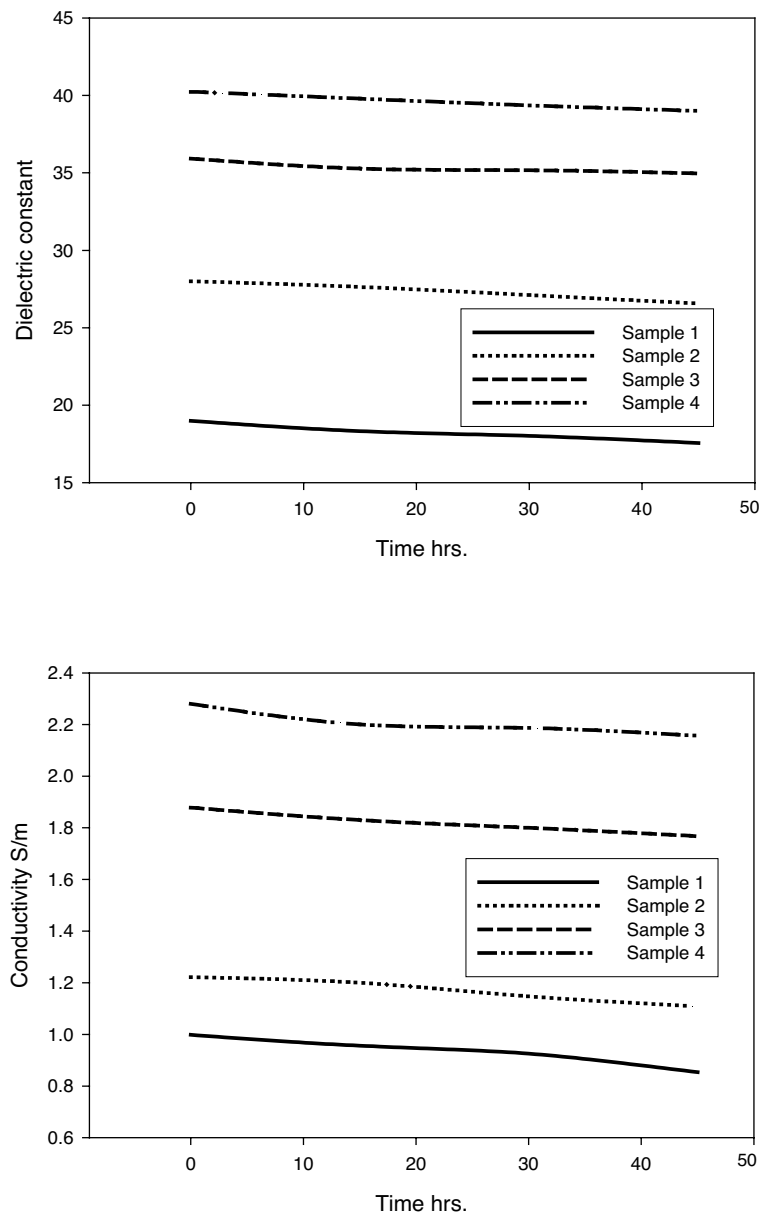 45
40
35
30
25
20
15
Dielectric constant
Sample 1
Sample 2
Sample 3
Sample 4
0 10 20 30 40 50
Time hrs.
2.4
2.2
2.0
1.8
1.6
1.4
1.2
1.0
0.8
0.6
Conductivity S/m
Sample 1
Sample 2
Sample 3
Sample 4
0 10 20 30 40 50
Time hrs.